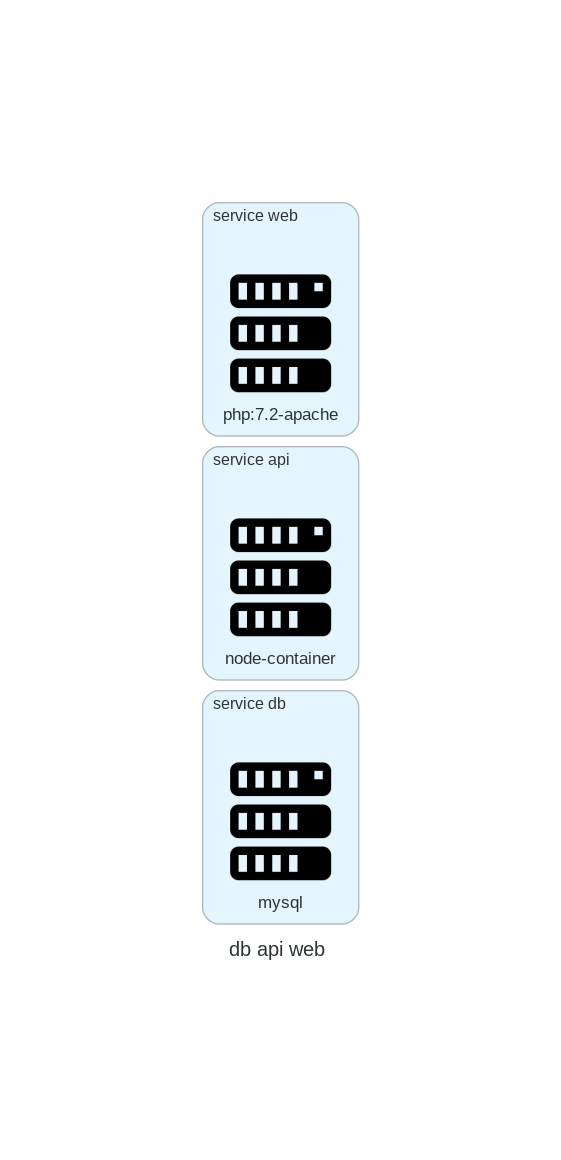 service web
php:7.2-apache
service api
node-container
service db
mysql
db api web